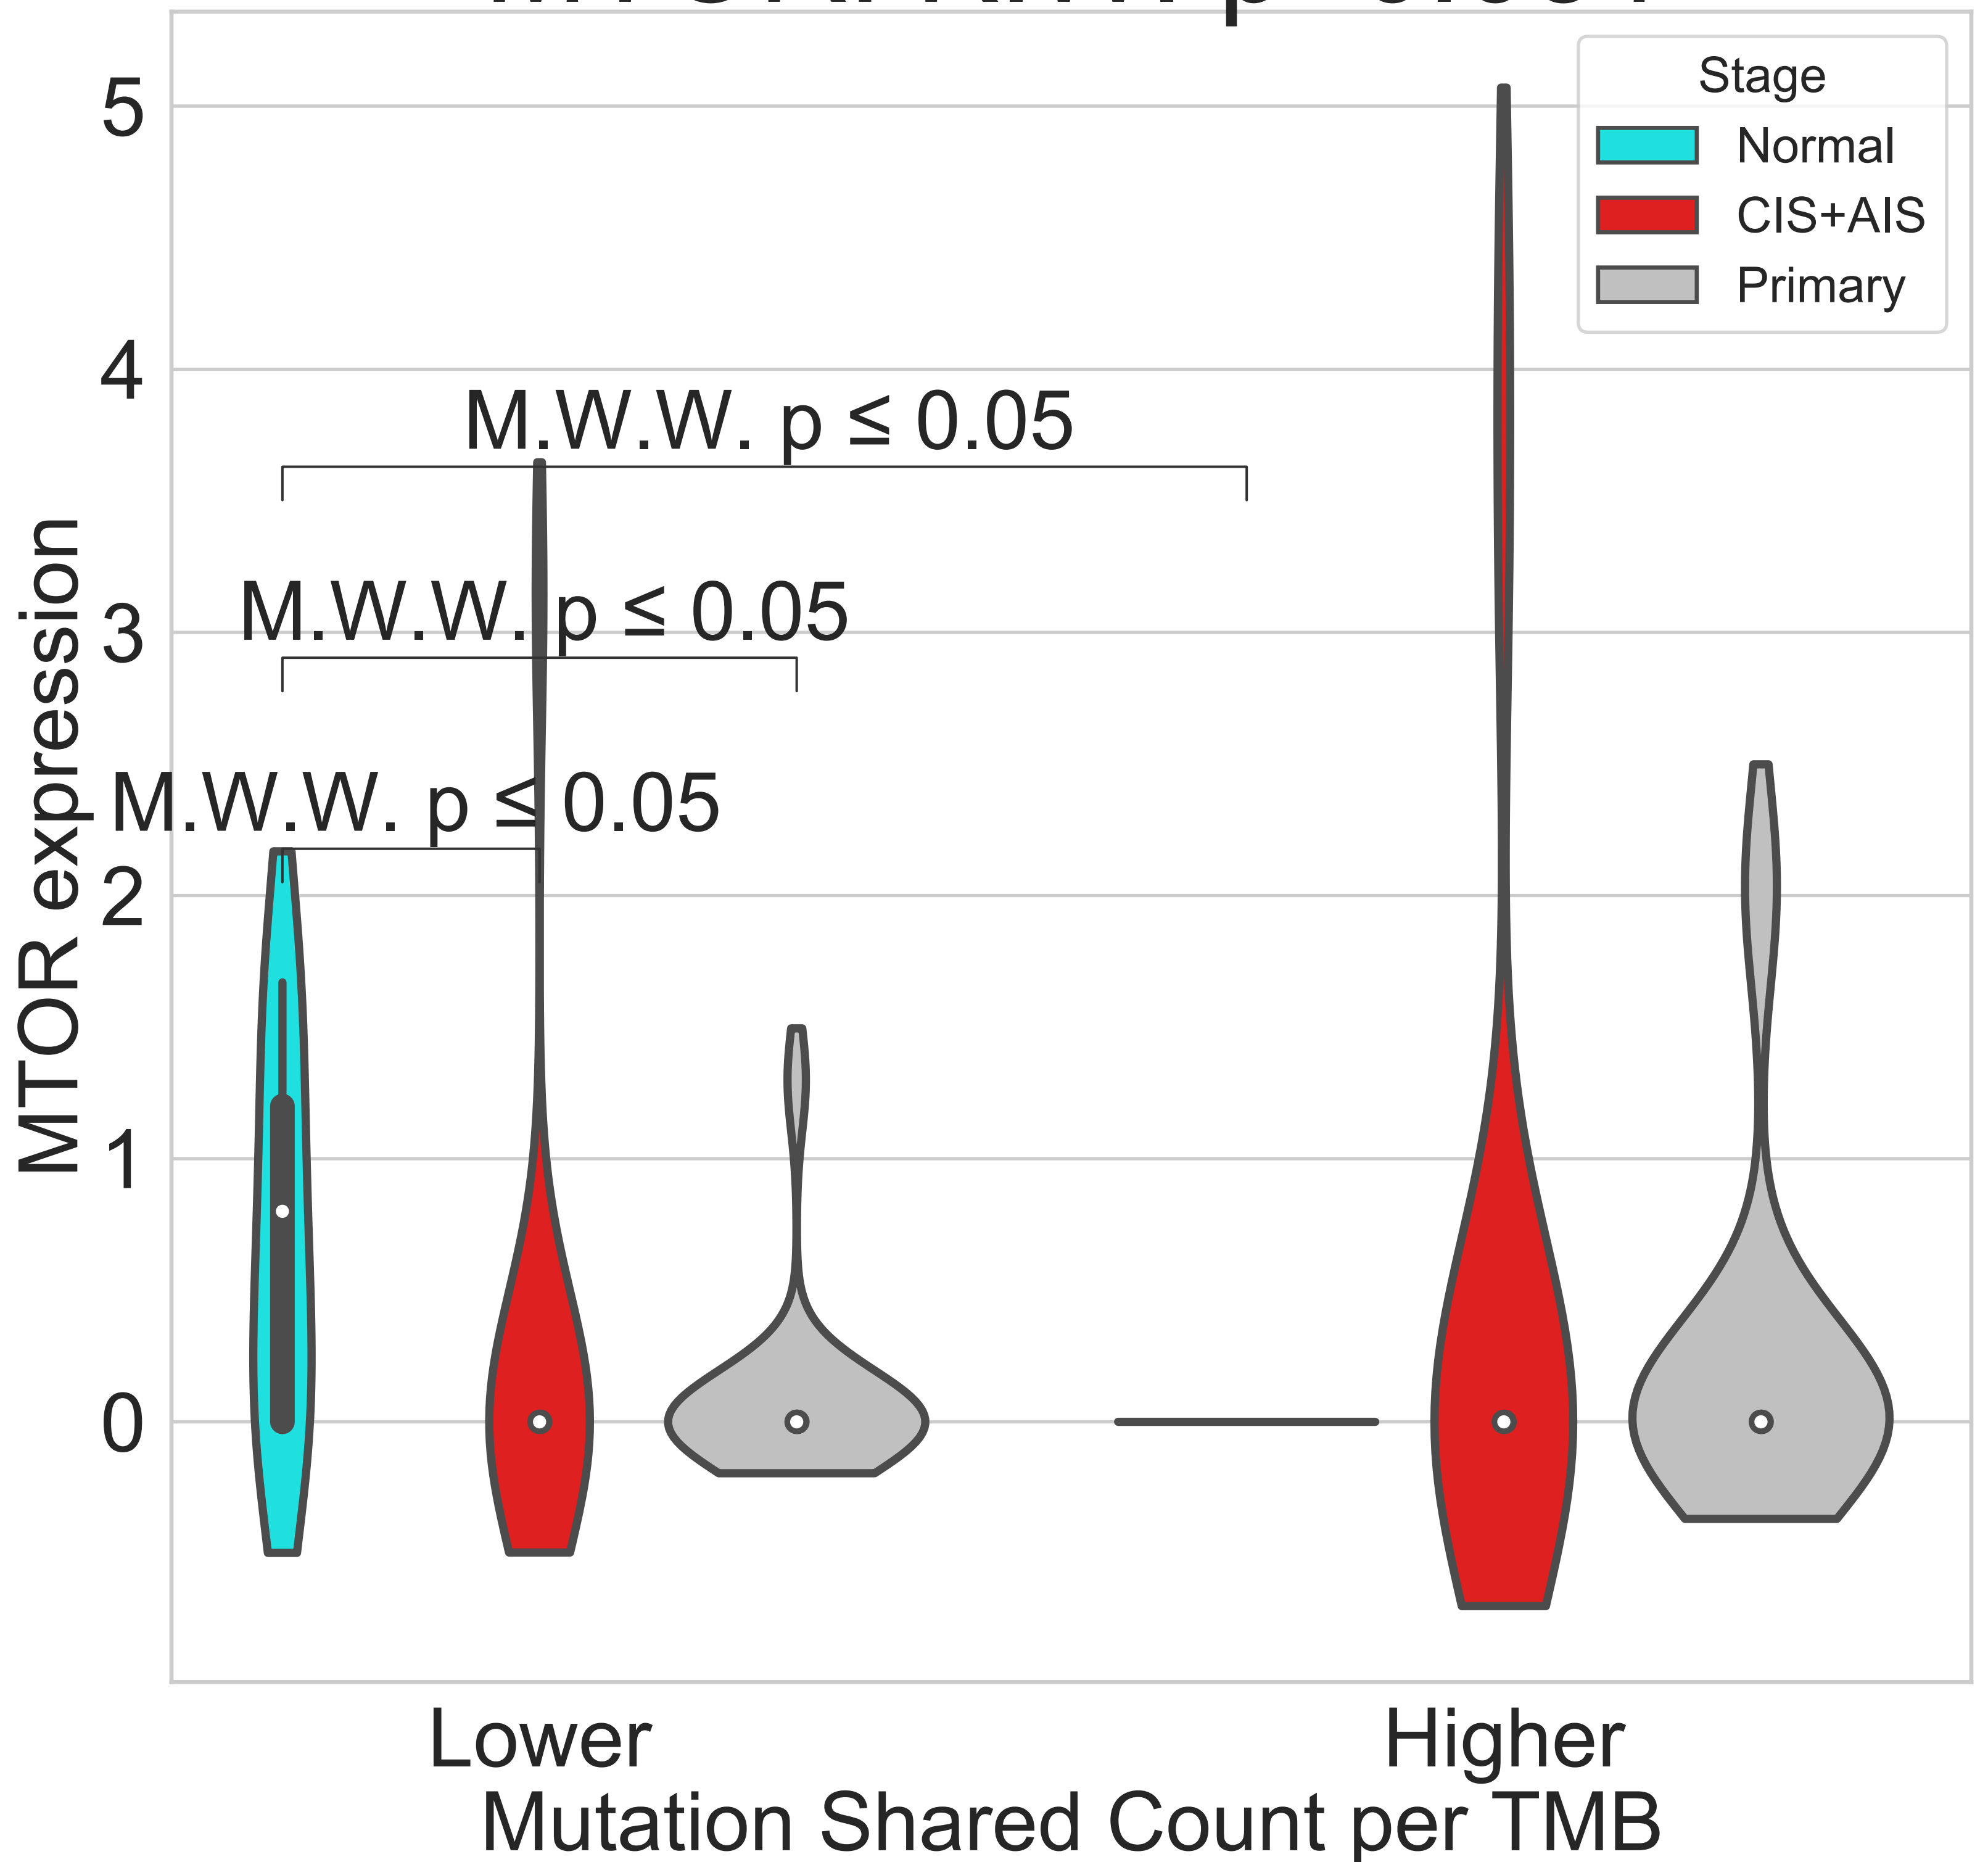 5
4
3
2
1
0
MTOR expression
Stage
Normal
CIS+AIS
Primary
M.W.W. p ≤ 0.05
M.W.W. p ≤ 0.05
M.W.W. p ≤ 0.05
Lower
Higher
Mutation Shared Count per TMB